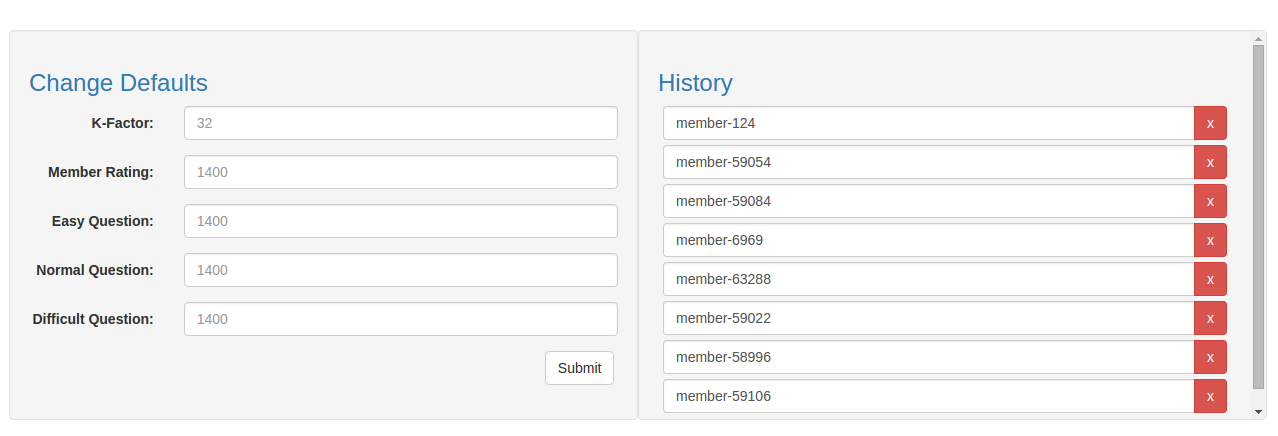 Change Defaults
K-Factor: 32
Member Rating: 1400
Easy Question: 1400
Normal Question: 1400
Difficult Question: 1400
Submit
History
member-124 x
member-59054 x
member-59084 x
member-6969 x
member-63288 x
member-59022 x
member-58996 x
member-59106 x